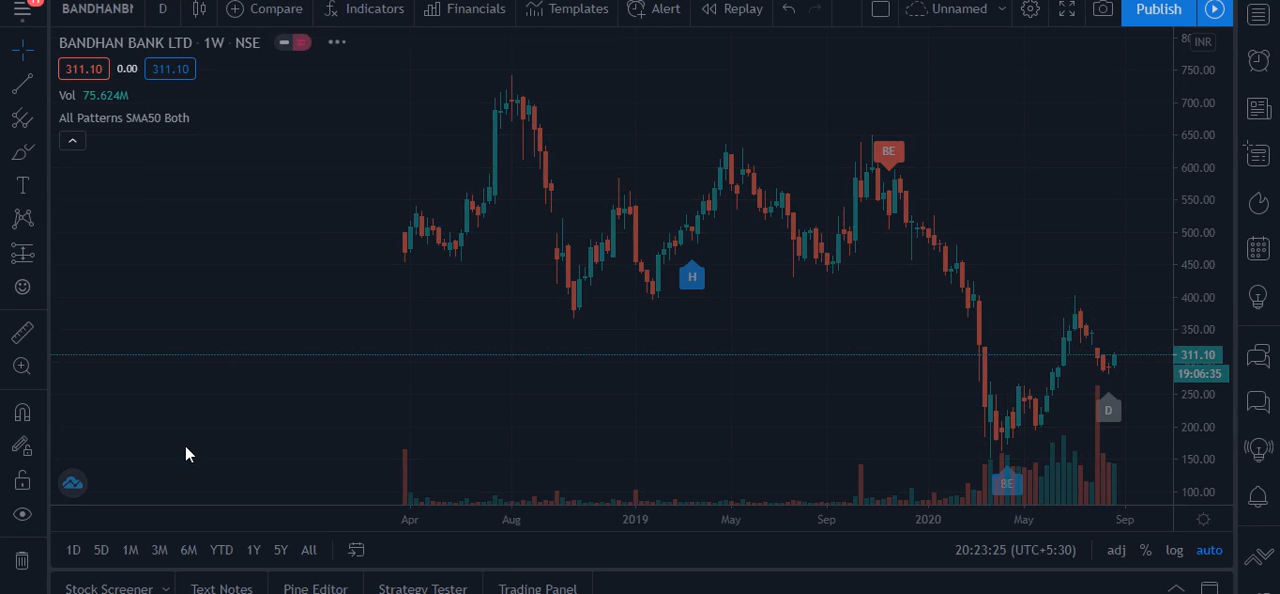 11 BANDHANBN D Compare Indicators Financials Templates Alert Replay Unnamed Publish
BANDHAN BANK LTD · 1W · NSE
311.10 0.00 311.10
Vol 75.624M
All Patterns SMA50 Both
INR
750.00
700.00
650.00
600.00
550.00
500.00
450.00
400.00
350.00
311.10
19:06:35
250.00
200.00
150.00
100.00
BE
H
D
BE
Apr Aug 2019 May Sep 2020 May Sep
1D 5D 1M 3M 6M YTD 1Y 5Y All 20:23:25 (UTC+5:30) adj % log auto
Stock Screener Text Notes Pine Editor Strategy Tester Trading Panel